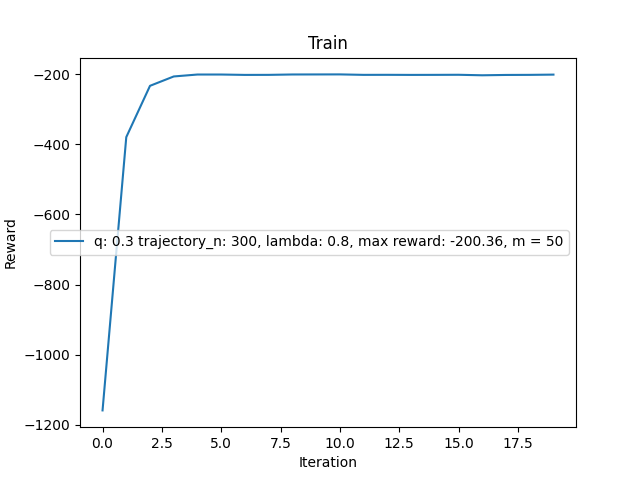 Train
−200
−400
−600
−800
−1000
−1200
Reward
q: 0.3 trajectory_n: 300, lambda: 0.8, max reward: -200.36, m = 50
0.0 2.5 5.0 7.5 10.0 12.5 15.0 17.5
Iteration